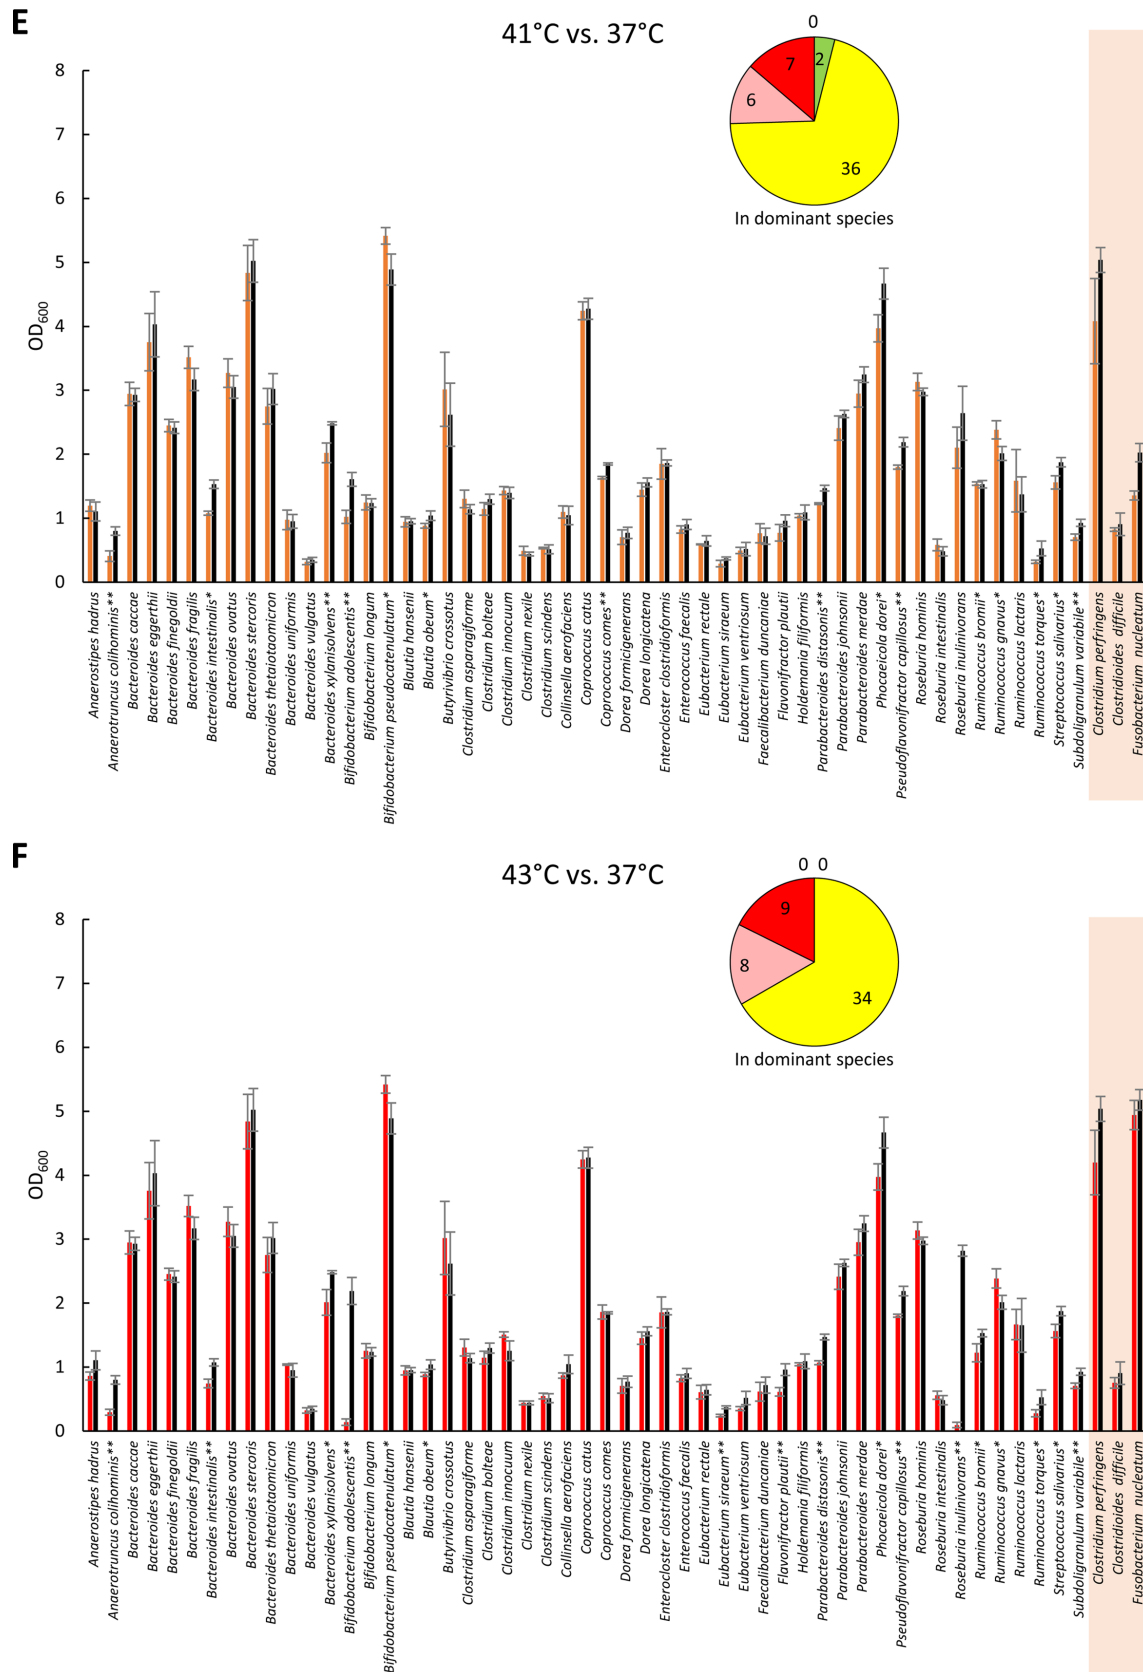 E
41°C vs. 37°C
0
2
7
6
36
In dominant species
8
7
6
5
4
3
2
1
0
OD600
Anaerostipes hadrus
Anaerotruncus colihominis**
Bacteroides caccae
Bacteroides eggerthii
Bacteroides finegoldii
Bacteroides fragilis
Bacteroides intestinalis*
Bacteroides ovatus
Bacteroides stercoris
Bacteroides thetaiotaomicron
Bacteroides uniformis
Bacteroides vulgatus
Bacteroides xylanisolvens**
Bifidobacterium adolescentis**
Bifidobacterium longum
Bifidobacterium pseudocatenulatum*
Blautia hansenii
Blautia obeum*
Butyrivibrio crossotus
Clostridium asparagiforme
Clostridium bolteae
Clostridium innocuum
Clostridium nexile
Clostridium scindens
Collinsella aerofaciens
Coprococcus catus
Coprococcus comes**
Dorea formicigenerans
Dorea longicatena
Enterocloster clostridioformis
Enterococcus faecalis
Eubacterium rectale
Eubacterium siraeum**
Eubacterium ventriosum
Faecalibacterium duncaniae
Flavonifractor plautii
Holdemania filiformis
Parabacteroides distasonis**
Parabacteroides johnsonii
Parabacteroides merdae
Phocaeicola dorei*
Pseudoflavonifractor capillosus**
Roseburia hominis
Roseburia intestinalis
Roseburia inulinivorans
Ruminococcus bromii*
Ruminococcus gnavus*
Ruminococcus lactaris
Ruminococcus torques*
Streptococcus salivarius*
Subdoligranulum variabile**
Clostridium perfringens
Clostridioides difficile
Fusobacterium nucleatum
F
43°C vs. 37°C
0 0
9
8
34
In dominant species
8
7
6
5
4
3
2
1
0
OD600
Anaerostipes hadrus
Anaerotruncus colihominis**
Bacteroides caccae
Bacteroides eggerthii
Bacteroides finegoldii
Bacteroides fragilis
Bacteroides intestinalis**
Bacteroides ovatus
Bacteroides stercoris
Bacteroides thetaiotaomicron
Bacteroides uniformis
Bacteroides vulgatus
Bacteroides xylanisolvens*
Bifidobacterium adolescentis**
Bifidobacterium longum
Bifidobacterium pseudocatenulatum*
Blautia hansenii
Blautia obeum*
Butyrivibrio crossotus
Clostridium asparagiforme
Clostridium bolteae
Clostridium innocuum
Clostridium nexile
Clostridium scindens
Collinsella aerofaciens
Coprococcus catus
Coprococcus comes
Dorea formicigenerans
Dorea longicatena
Enterocloster clostridioformis
Enterococcus faecalis
Eubacterium rectale
Eubacterium siraeum**
Eubacterium ventriosum
Faecalibacterium duncaniae
Flavonifractor plautii**
Holdemania filiformis
Parabacteroides distasonis**
Parabacteroides johnsonii
Parabacteroides merdae
Phocaeicola dorei*
Pseudoflavonifractor capillosus**
Roseburia hominis
Roseburia intestinalis
Roseburia inulinivorans**
Ruminococcus bromii*
Ruminococcus gnavus*
Ruminococcus lactaris
Ruminococcus torques*
Streptococcus salivarius*
Subdoligranulum variabile**
Clostridium perfringens
Clostridioides difficile
Fusobacterium nucleatum